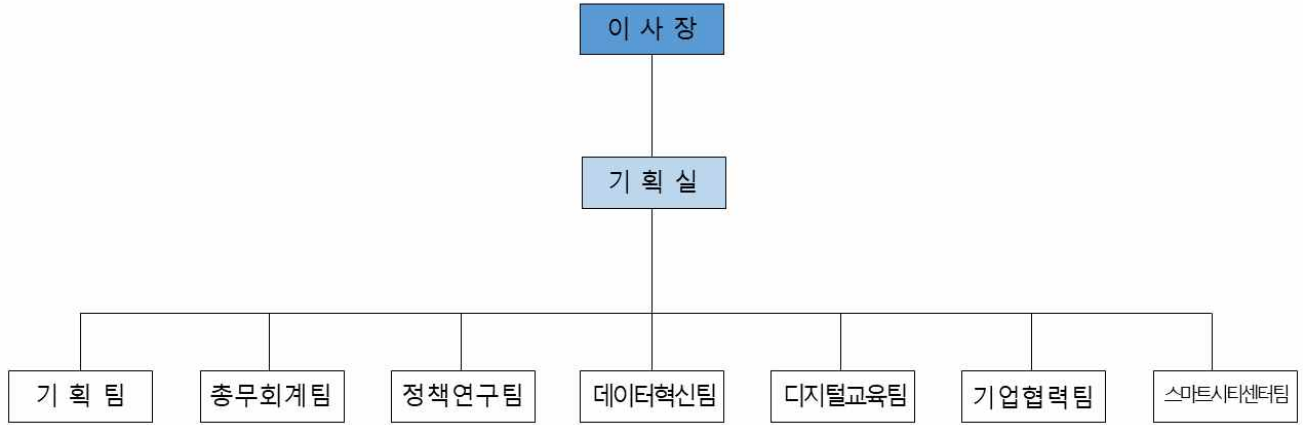 이 사 장
기 획 실
기 획 팀
총무회계팀
정책연구팀
데이터혁신팀
디지털교육팀
기업협력팀
스마트시티센터팀